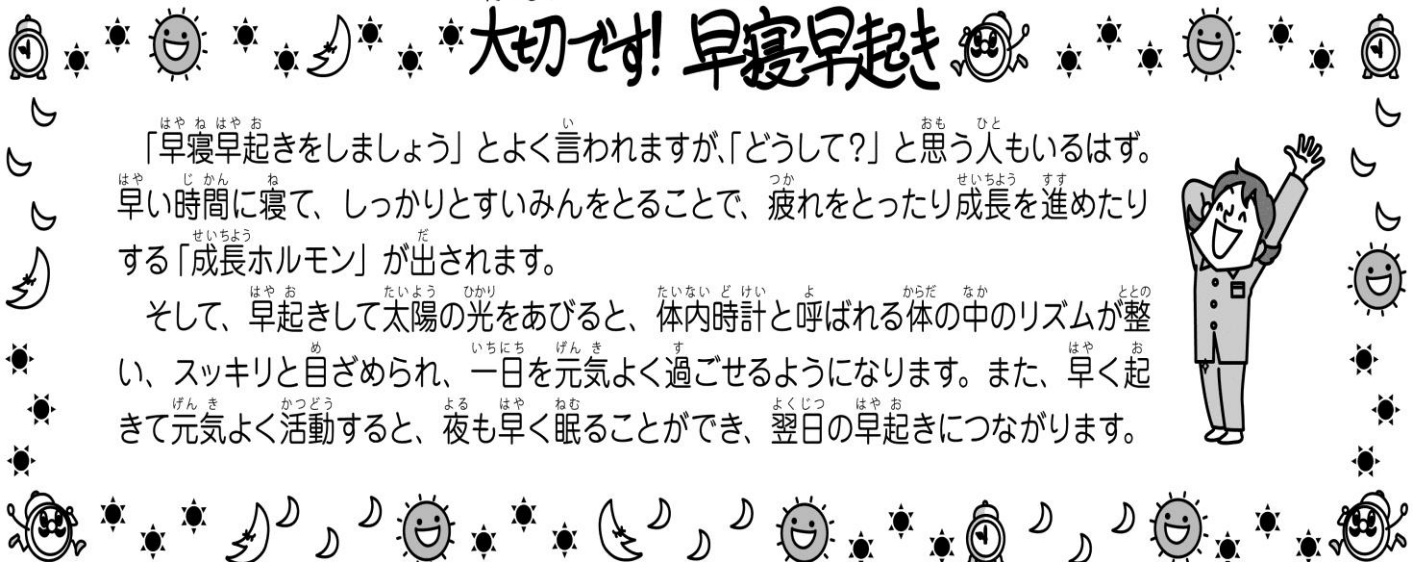 大切です! 早寝早起き
「早寝早起きをしましょう」とよく言われますが、「どうして?」と思う人もいるはず。
早い時間に寝て、しっかりとすいみんをとることで、疲れをとったり成長を進めたり
する「成長ホルモン」が出されます。
そして、早起きして太陽の光をあびると、体内時計と呼ばれる体の中のリズムが整
い、スッキリと目ざめられ、一日を元気よく過ごせるようになります。また、早く起
きて元気よく活動すると、夜も早く眠ることができ、翌日の早起きにつながります。